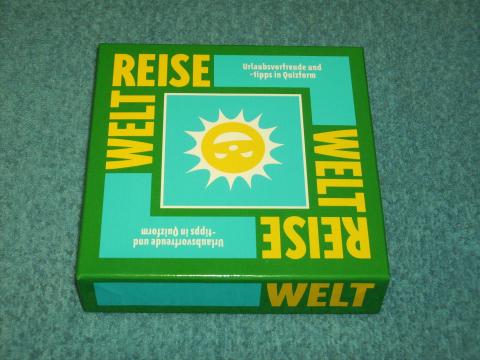 REISE
WELT
Urlaubsvorfreude und
-tipps in Quizform
WELT
REISE
Urlaubsvorfreude und
-tipps in Quizform
WELT